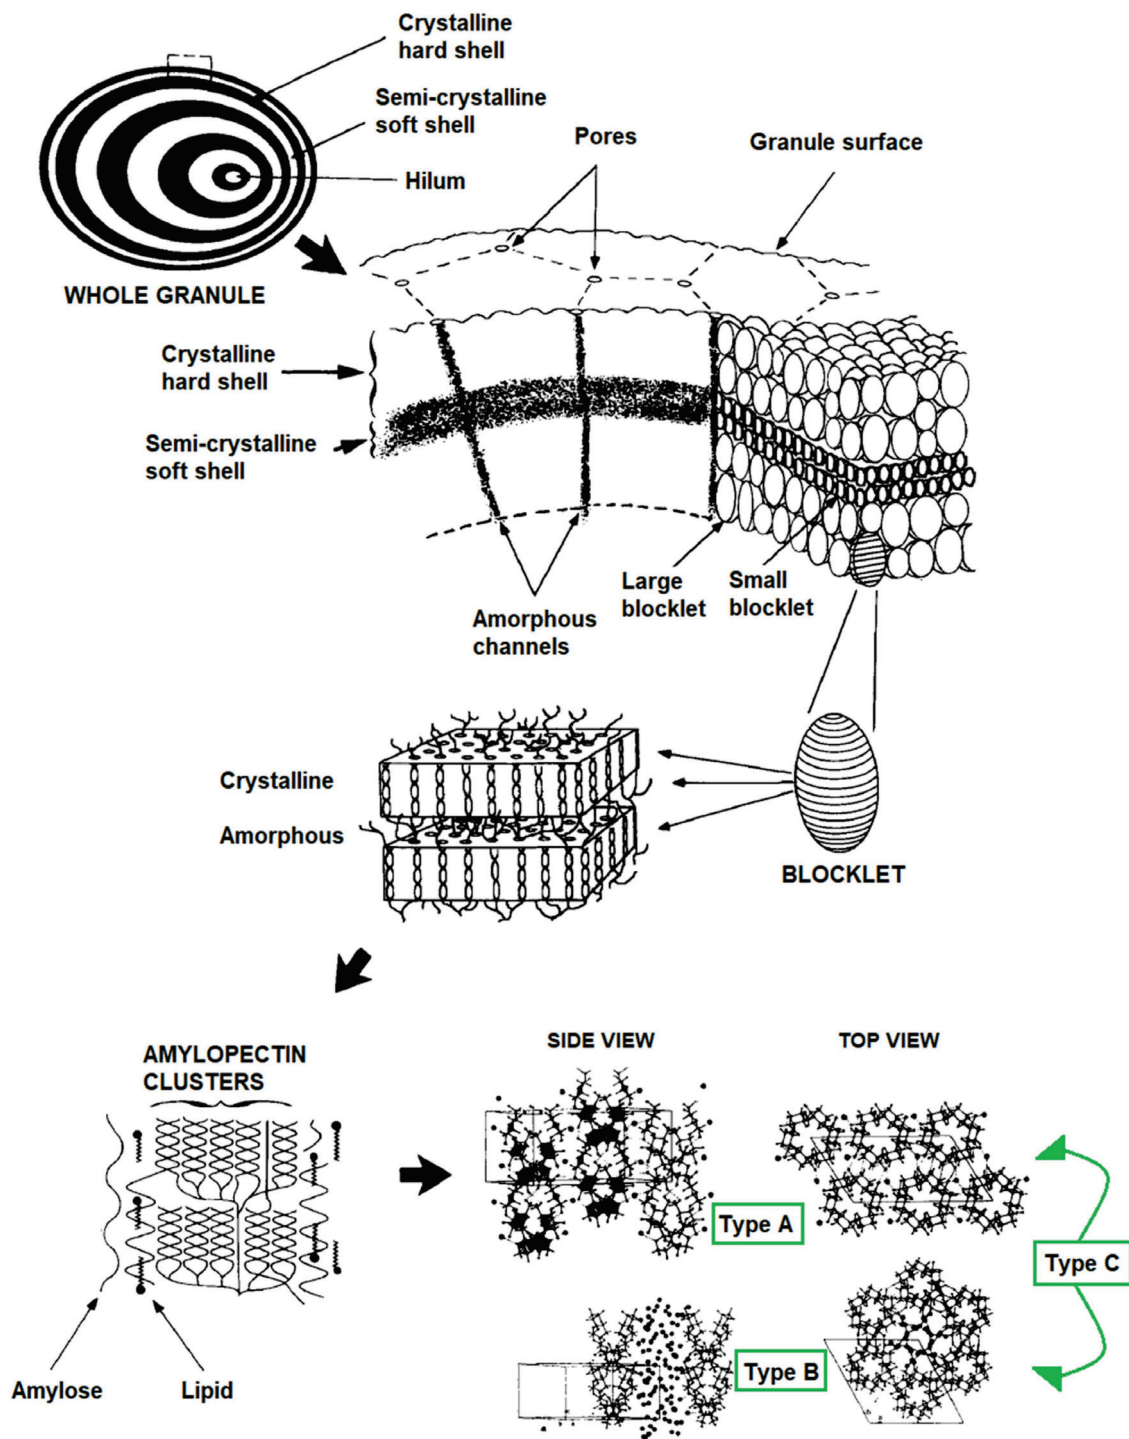 Crystalline
hard shell
Semi-crystalline
soft shell
Hilum
WHOLE GRANULE
Pores
Granule surface
Crystalline
hard shell
Semi-crystalline
soft shell
Large
blocklet
Small
blocklet
Amorphous
channels
Crystalline
Amorphous
BLOCKLET
AMYLOPECTIN
CLUSTERS
SIDE VIEW
TOP VIEW
Type A
Type C
Type B
Amylose
Lipid